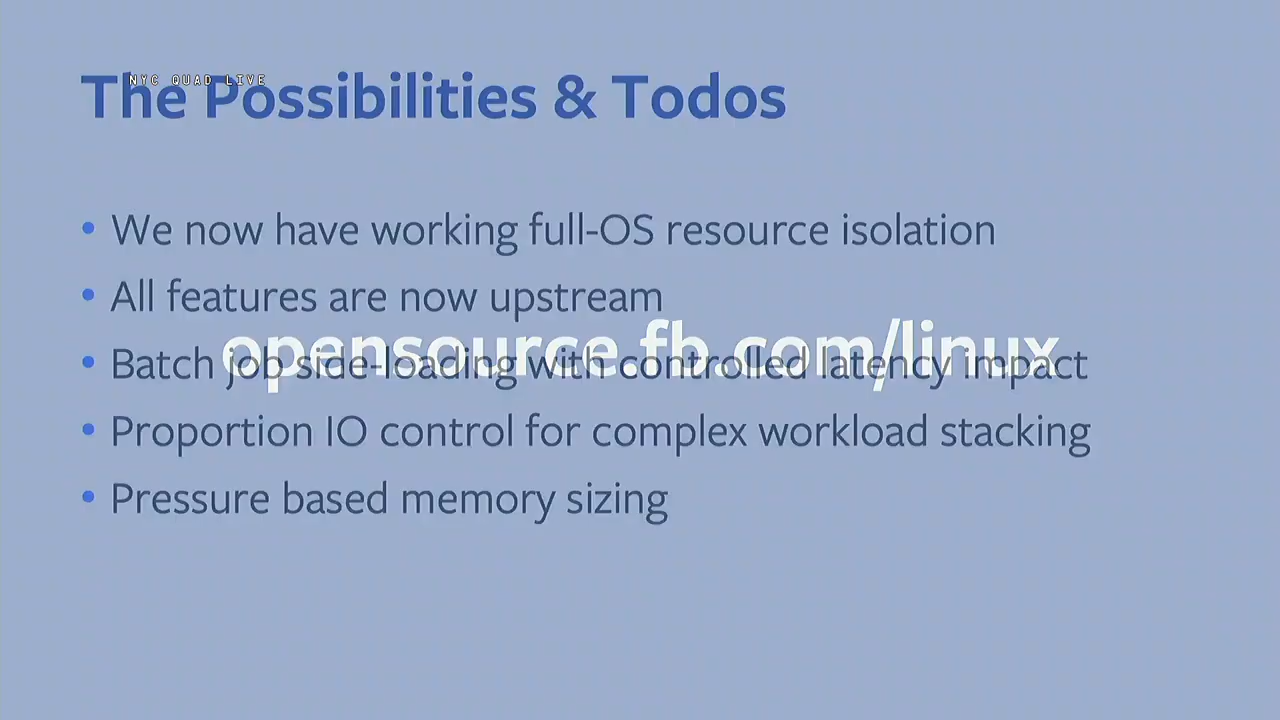 NYC QUAD LIVE
The Possibilities & Todos
• We now have working full-OS resource isolation
• All features are now upstream
opensource.fb.com/linux
• Batch job side-loading with controlled latency impact
• Proportion IO control for complex workload stacking
• Pressure based memory sizing